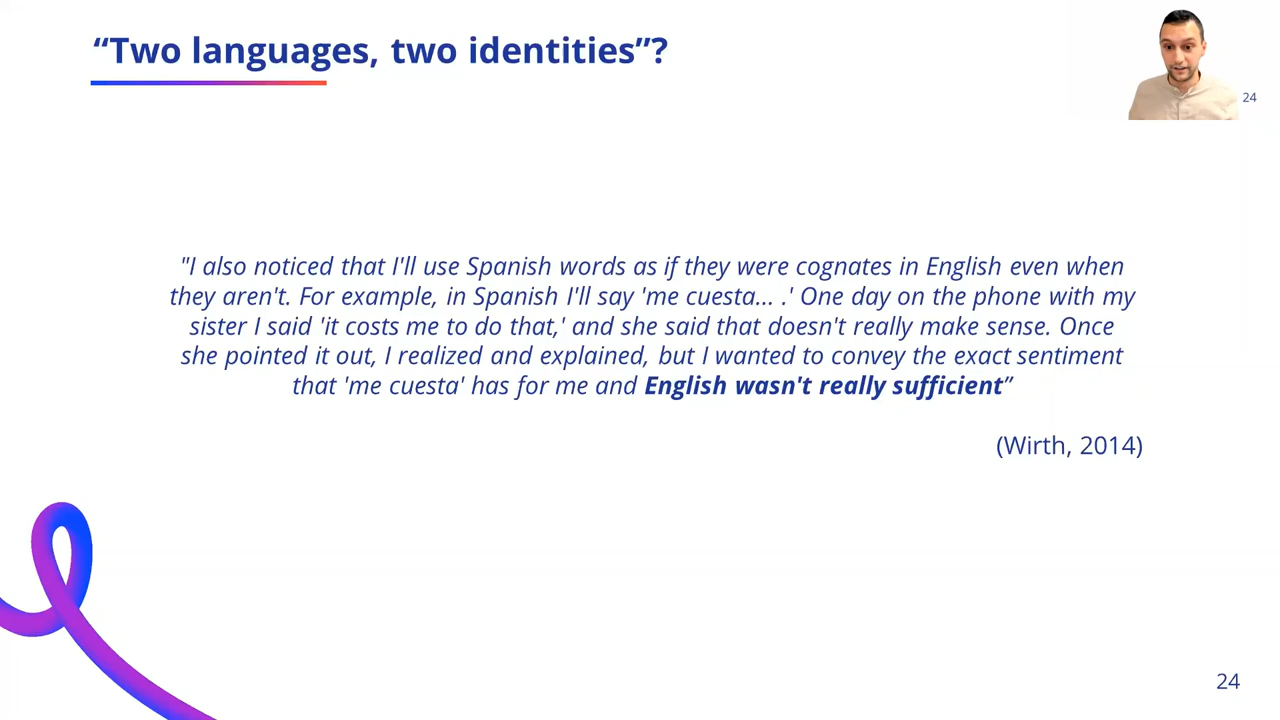 “Two languages, two identities”?
24
"I also noticed that I'll use Spanish words as if they were cognates in English even when
they aren't. For example, in Spanish I'll say 'me cuesta... .' One day on the phone with my
sister I said 'it costs me to do that,' and she said that doesn't really make sense. Once
she pointed it out, I realized and explained, but I wanted to convey the exact sentiment
that 'me cuesta' has for me and English wasn't really sufficient”
(Wirth, 2014)
24